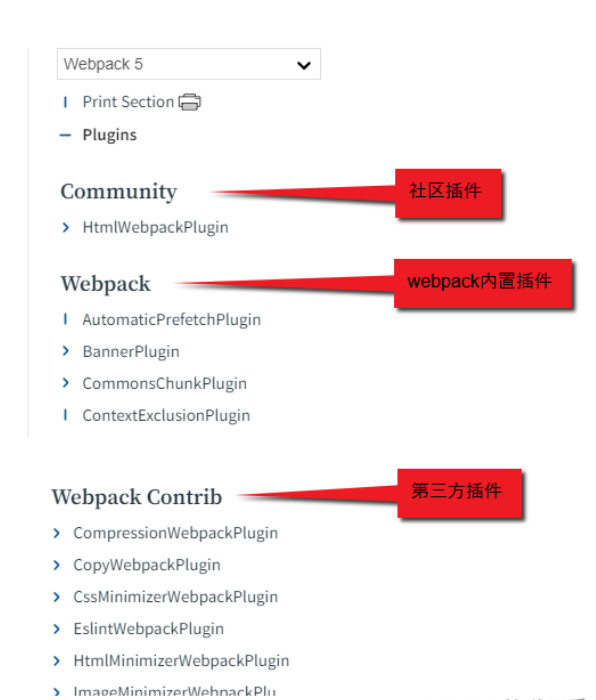 Webpack 5
Print Section
Plugins
Community
社区插件
HtmlWebpackPlugin
Webpack
webpack内置插件
AutomaticPrefetchPlugin
BannerPlugin
CommonsChunkPlugin
ContextExclusionPlugin
Webpack Contrib
第三方插件
CompressionWebpackPlugin
CopyWebpackPlugin
CssMinimizerWebpackPlugin
EslintWebpackPlugin
HtmlMinimizerWebpackPlugin
ImageMinimizerWebpackPlu